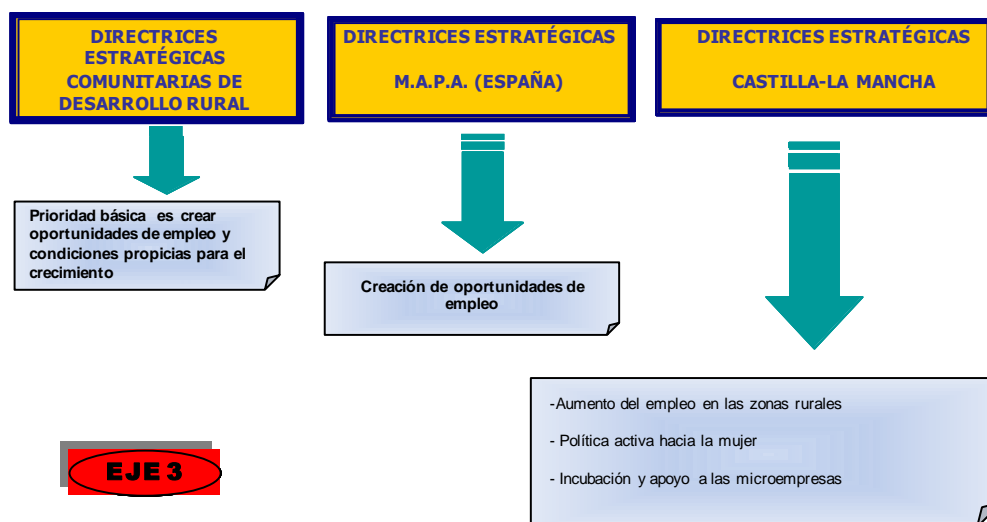 DIRECTRICES
ESTRATÉGICAS
COMUNITARIAS DE
DESARROLLO RURAL
DIRECTRICES ESTRATÉGICAS
M.A.P.A. (ESPAÑA)
DIRECTRICES ESTRATÉGICAS
CASTILLA-LA MANCHA
Prioridad básica es crear
oportunidades de empleo y
condiciones propicias para el
crecimiento
Creación de oportunidades de
empleo
-Aumento del empleo en las zonas rurales
- Política activa hacia la mujer
- Incubación y apoyo a las microempresas
EJE 3